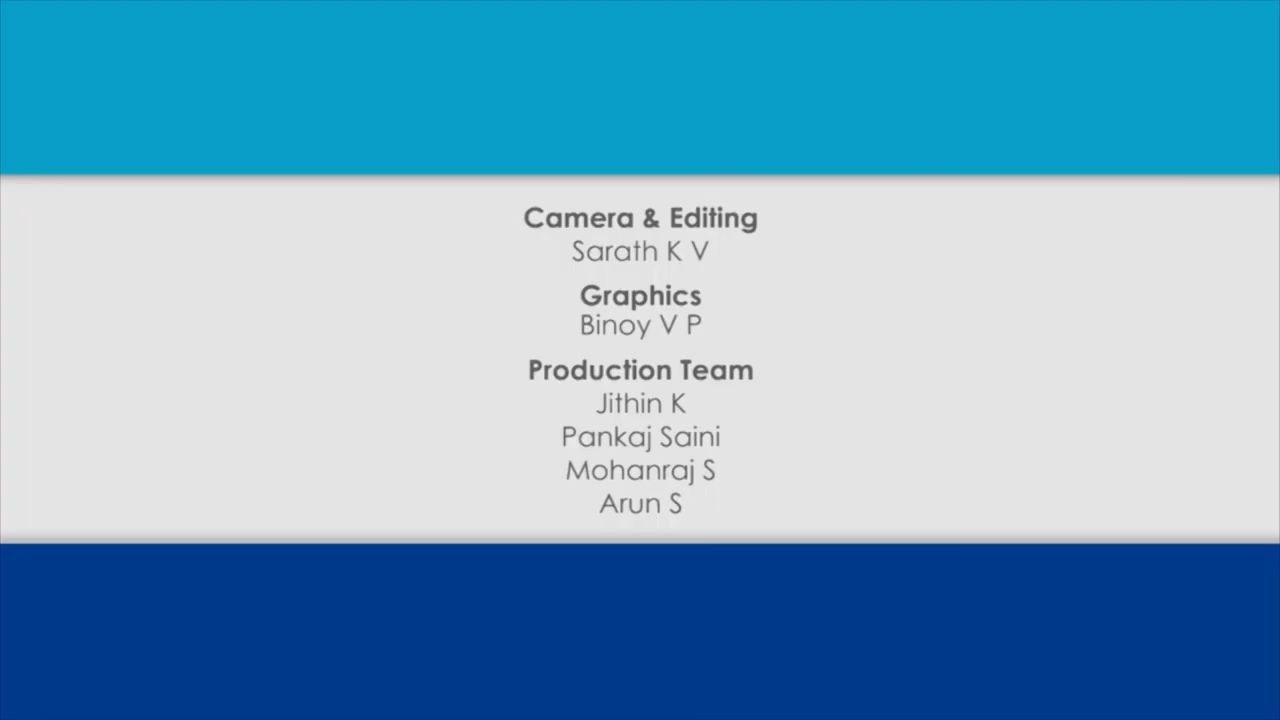 Camera & Editing
Sarath K V
Graphics
Binoy V P
Production Team
Jithin K
Pankaj Saini
Mohanraj S
Arun S